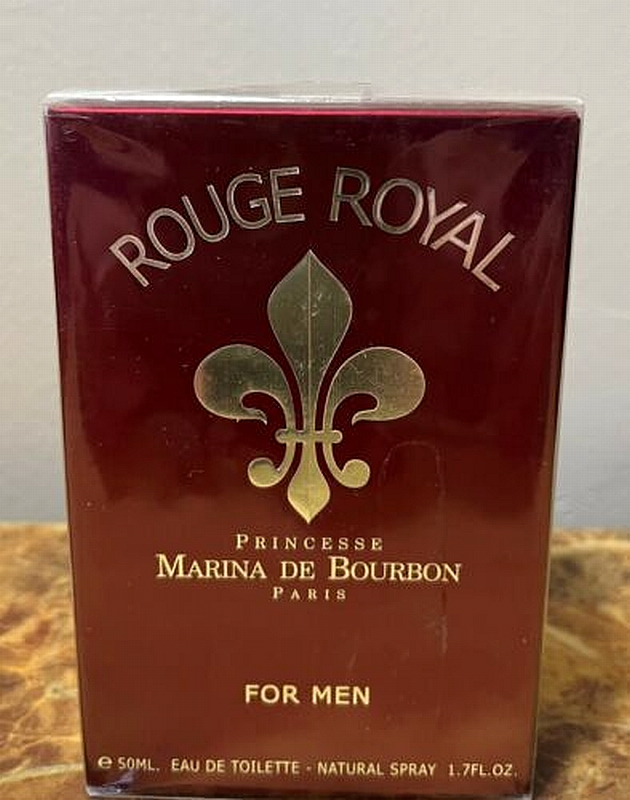 ROUGE ROYAL
PRINCESSE
MARINA DE BOURBON
PARIS
FOR MEN
℮ 50ML. EAU DE TOILETTE - NATURAL SPRAY 1.7FL.OZ.